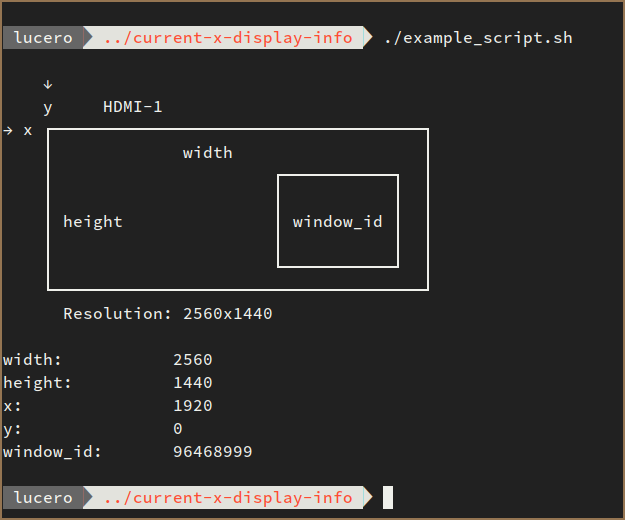 lucero ../current-x-display-info ./example_script.sh
↓
y HDMI-1
→ x
width
height window_id
Resolution: 2560x1440
width: 2560
height: 1440
x: 1920
y: 0
window_id: 96468999
lucero ../current-x-display-info